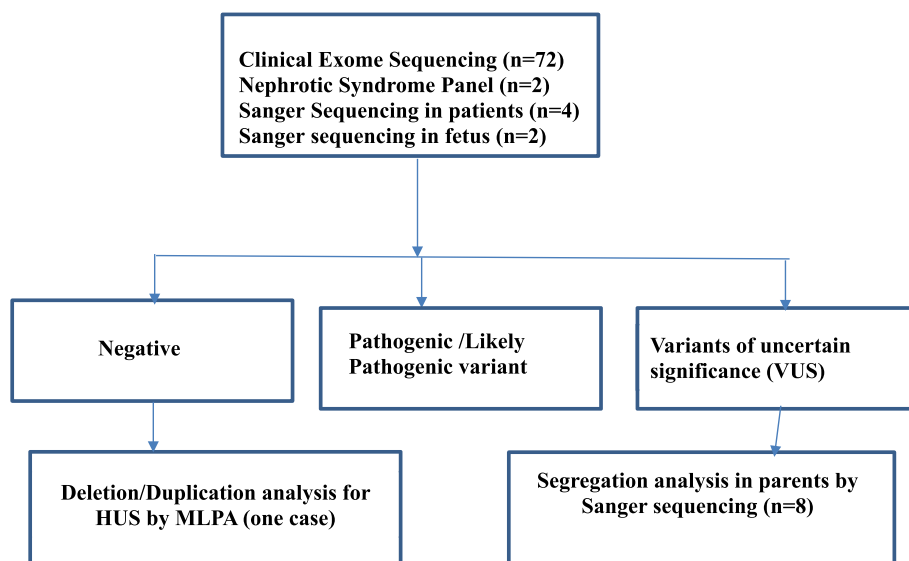 Clinical Exome Sequencing (n=72)
Nephrotic Syndrome Panel (n=2)
Sanger Sequencing in patients (n=4)
Sanger sequencing in fetus (n=2)
Negative
Pathogenic /Likely
Pathogenic variant
Variants of uncertain
significance (VUS)
Deletion/Duplication analysis for
HUS by MLPA (one case)
Segregation analysis in parents by
Sanger sequencing (n=8)